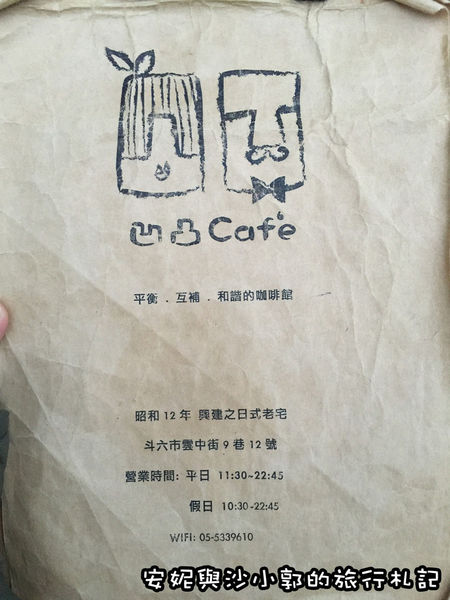 凹凸Café
平衡．互補．和諧的咖啡館
昭和12年 興建之日式老宅
斗六市雲中街9巷12號
營業時間: 平日 11:30~22:45
假日 10:30-22:45
WIFI: 05-5339610
安妮與沙小郭的旅行札記